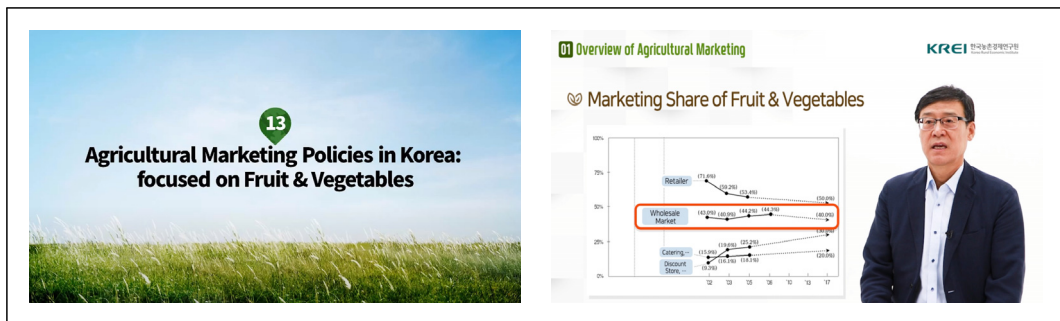 13
Agricultural Marketing Policies in Korea:
focused on Fruit & Vegetables
01 Overview of Agricultural Marketing
KREI 한국농촌경제연구원
Marketing Share of Fruit & Vegetables
100%
75%
50%
25%
0%
Retailer
(71.6%)
(59.2%)
(53.4%)
(50.0%)
Wholesale
Market
(43.0%)
(40.9%)
(44.2%)
(44.3%)
(40.0%)
(30.0%)
Catering, ...
(15.9%)
(19.8%)
(25.2%)
Discount
Store, ...
(9.3%)
(16.1%)
(18.1%)
(20.0%)
'02
'03
'05
'06
'10
'13
'17